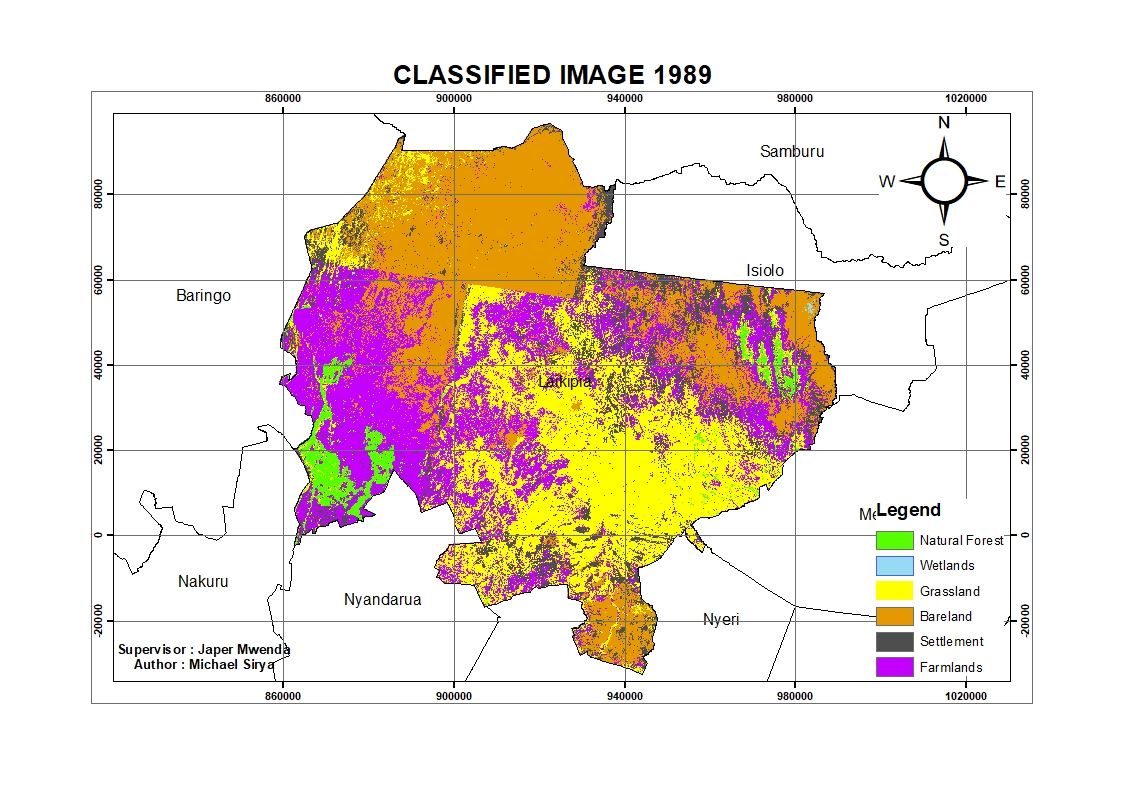 CLASSIFIED IMAGE 1989
860000 900000 940000 980000 1020000
N
Samburu
W E
80000 80000
S
Isiolo
60000 60000
Baringo
40000 40000
Laikipia
20000 20000
Legend
Natural Forest
0 0
Wetlands
Nakuru
Grassland
Nyandarua
Bareland
Nyeri
-20000 -20000
Settlement
Supervisor : Japer Mwenda
Author : Michael Sirya
Farmlands
860000 900000 940000 980000 1020000